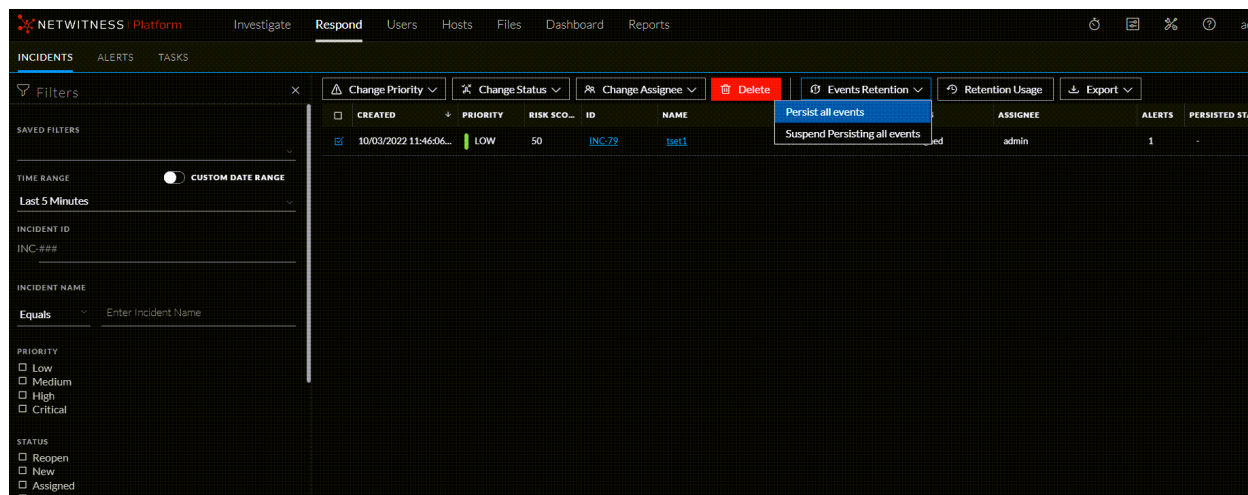 NETWITNESS Platform Investigate Respond Users Hosts Files Dashboard Reports
INCIDENTS ALERTS TASKS
Filters
Change Priority Change Status Change Assignee Delete Events Retention Retention Usage Export
CREATED PRIORITY RISK SCO... ID NAME ASSIGNEE ALERTS PERSISTED STA
Persist all events
Suspend Persisting all events
10/03/2022 11:46:06... LOW 50 INC-79 tset1 admin 1 -
SAVED FILTERS
TIME RANGE CUSTOM DATE RANGE
Last 5 Minutes
INCIDENT ID
INC-###
INCIDENT NAME
Equals Enter Incident Name
PRIORITY
Low
Medium
High
Critical
STATUS
Reopen
New
Assigned